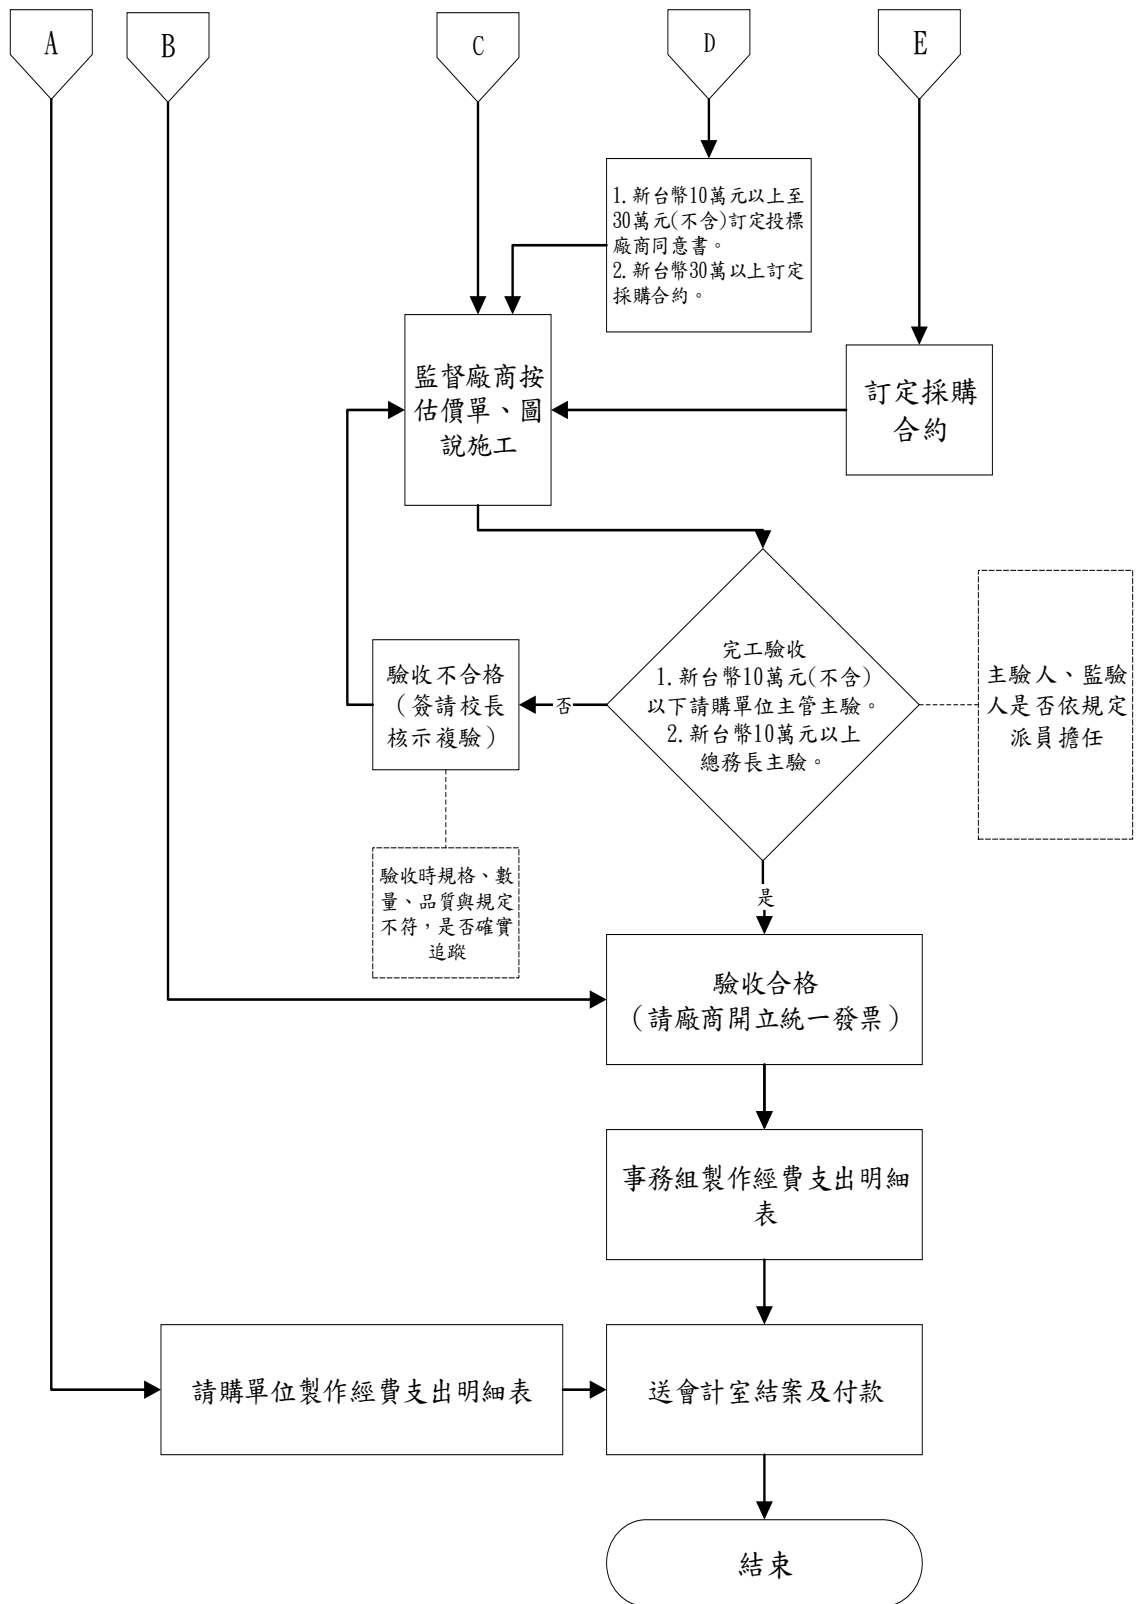 A
B
C
D
E
1. 新台幣10萬元以上至
30萬元(不含)訂定投標
廠商同意書。
2. 新台幣30萬以上訂定
採購合約。
監督廠商按
估價單、圖
說施工
訂定採購
合約
完工驗收
1. 新台幣10萬元(不含)
以下請購單位主管主驗。
2. 新台幣10萬元以上
總務長主驗。
主驗人、監驗
人是否依規定
派員擔任
否
驗收不合格
（簽請校長
核示複驗）
驗收時規格、數
量、品質與規定
不符，是否確實
追蹤
是
驗收合格
（請廠商開立統一發票）
事務組製作經費支出明細
表
請購單位製作經費支出明細表
送會計室結案及付款
結束